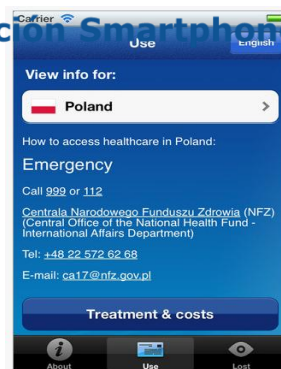 ción Smartphon
Carrier
Use
English
View info for:
Poland
How to access healthcare in Poland:
Emergency
Call 999 or 112
Centrala Narodowego Funduszu Zdrowia (NFZ)
(Central Office of the National Health Fund -
International Affairs Department)
Tel: +48 22 572 62 68
E-mail: ca17@nfz.gov.pl
Treatment & costs
About
Use
Lost